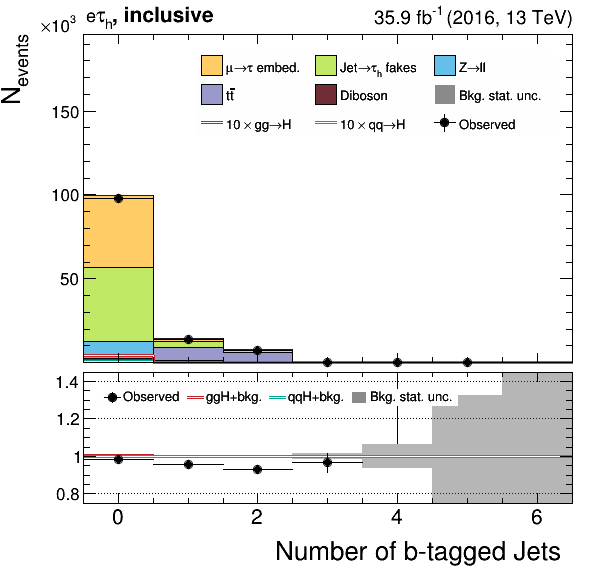 ×10³ eτh, inclusive 35.9 fb⁻¹ (2016, 13 TeV)
Nevents
μ→τ embed. Jet→τh fakes Z→ll
tt̄ Diboson Bkg. stat. unc.
10 × gg→H 10 × qq→H Observed
150
100
50
1.4
Observed ggH+bkg. qqH+bkg. Bkg. stat. unc.
1.2
1
0.8
0 2 4 6
Number of b-tagged Jets